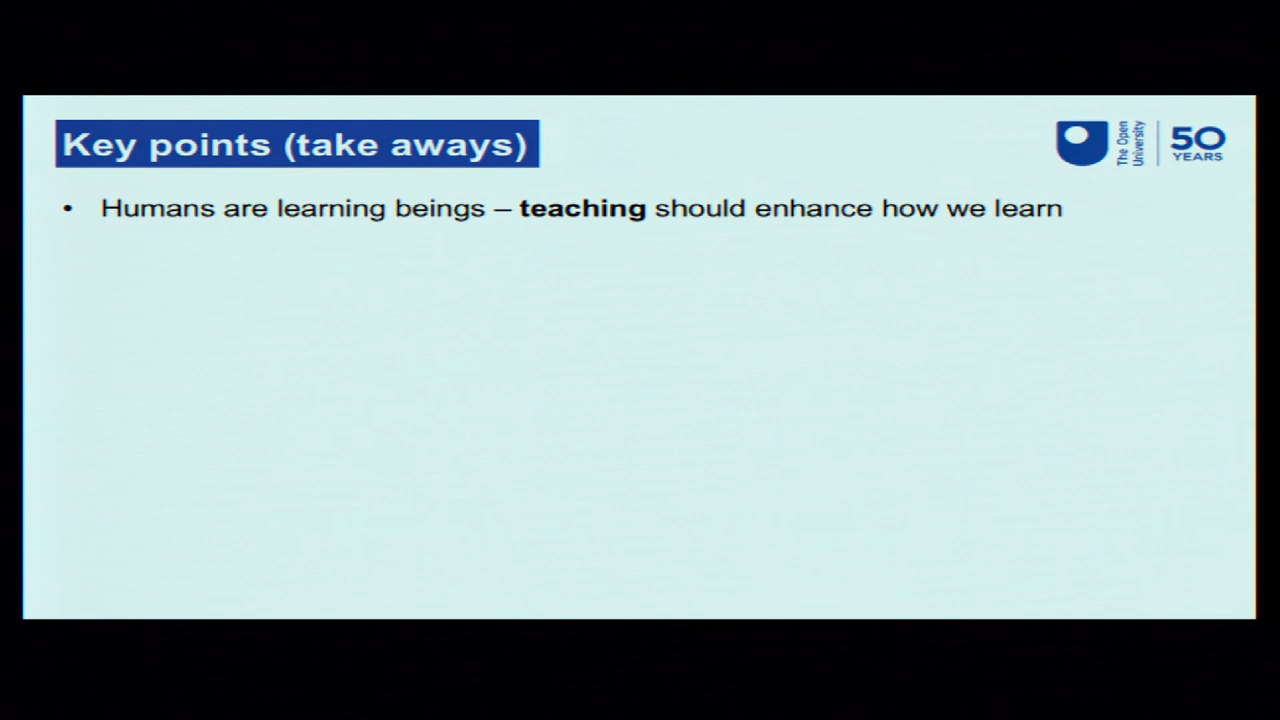 Key points (take aways)
The Open
University
50
YEARS
• Humans are learning beings – teaching should enhance how we learn